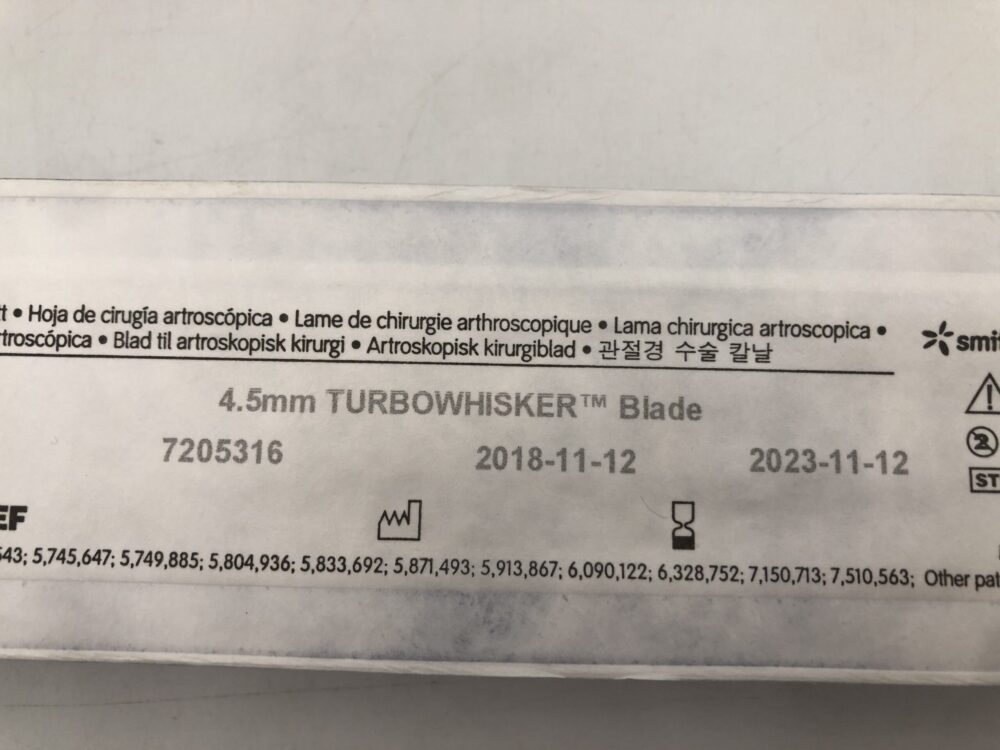 • Hoja de cirugía artroscópica • Lame de chirurgie arthroscopique • Lama chirurgica artroscopica •
• Blad til artroskopisk kirurgi • Artroskopisk kirurgiblad • 관절경 수술 칼날
4.5mm TURBOWHISKER™ Blade
7205316 2018-11-12 2023-11-12
2
5,745,647; 5,749,885; 5,804,936; 5,833,692; 5,871,493; 5,913,867; 6,090,122; 6,328,752; 7,150,713; 7,510,563; Other